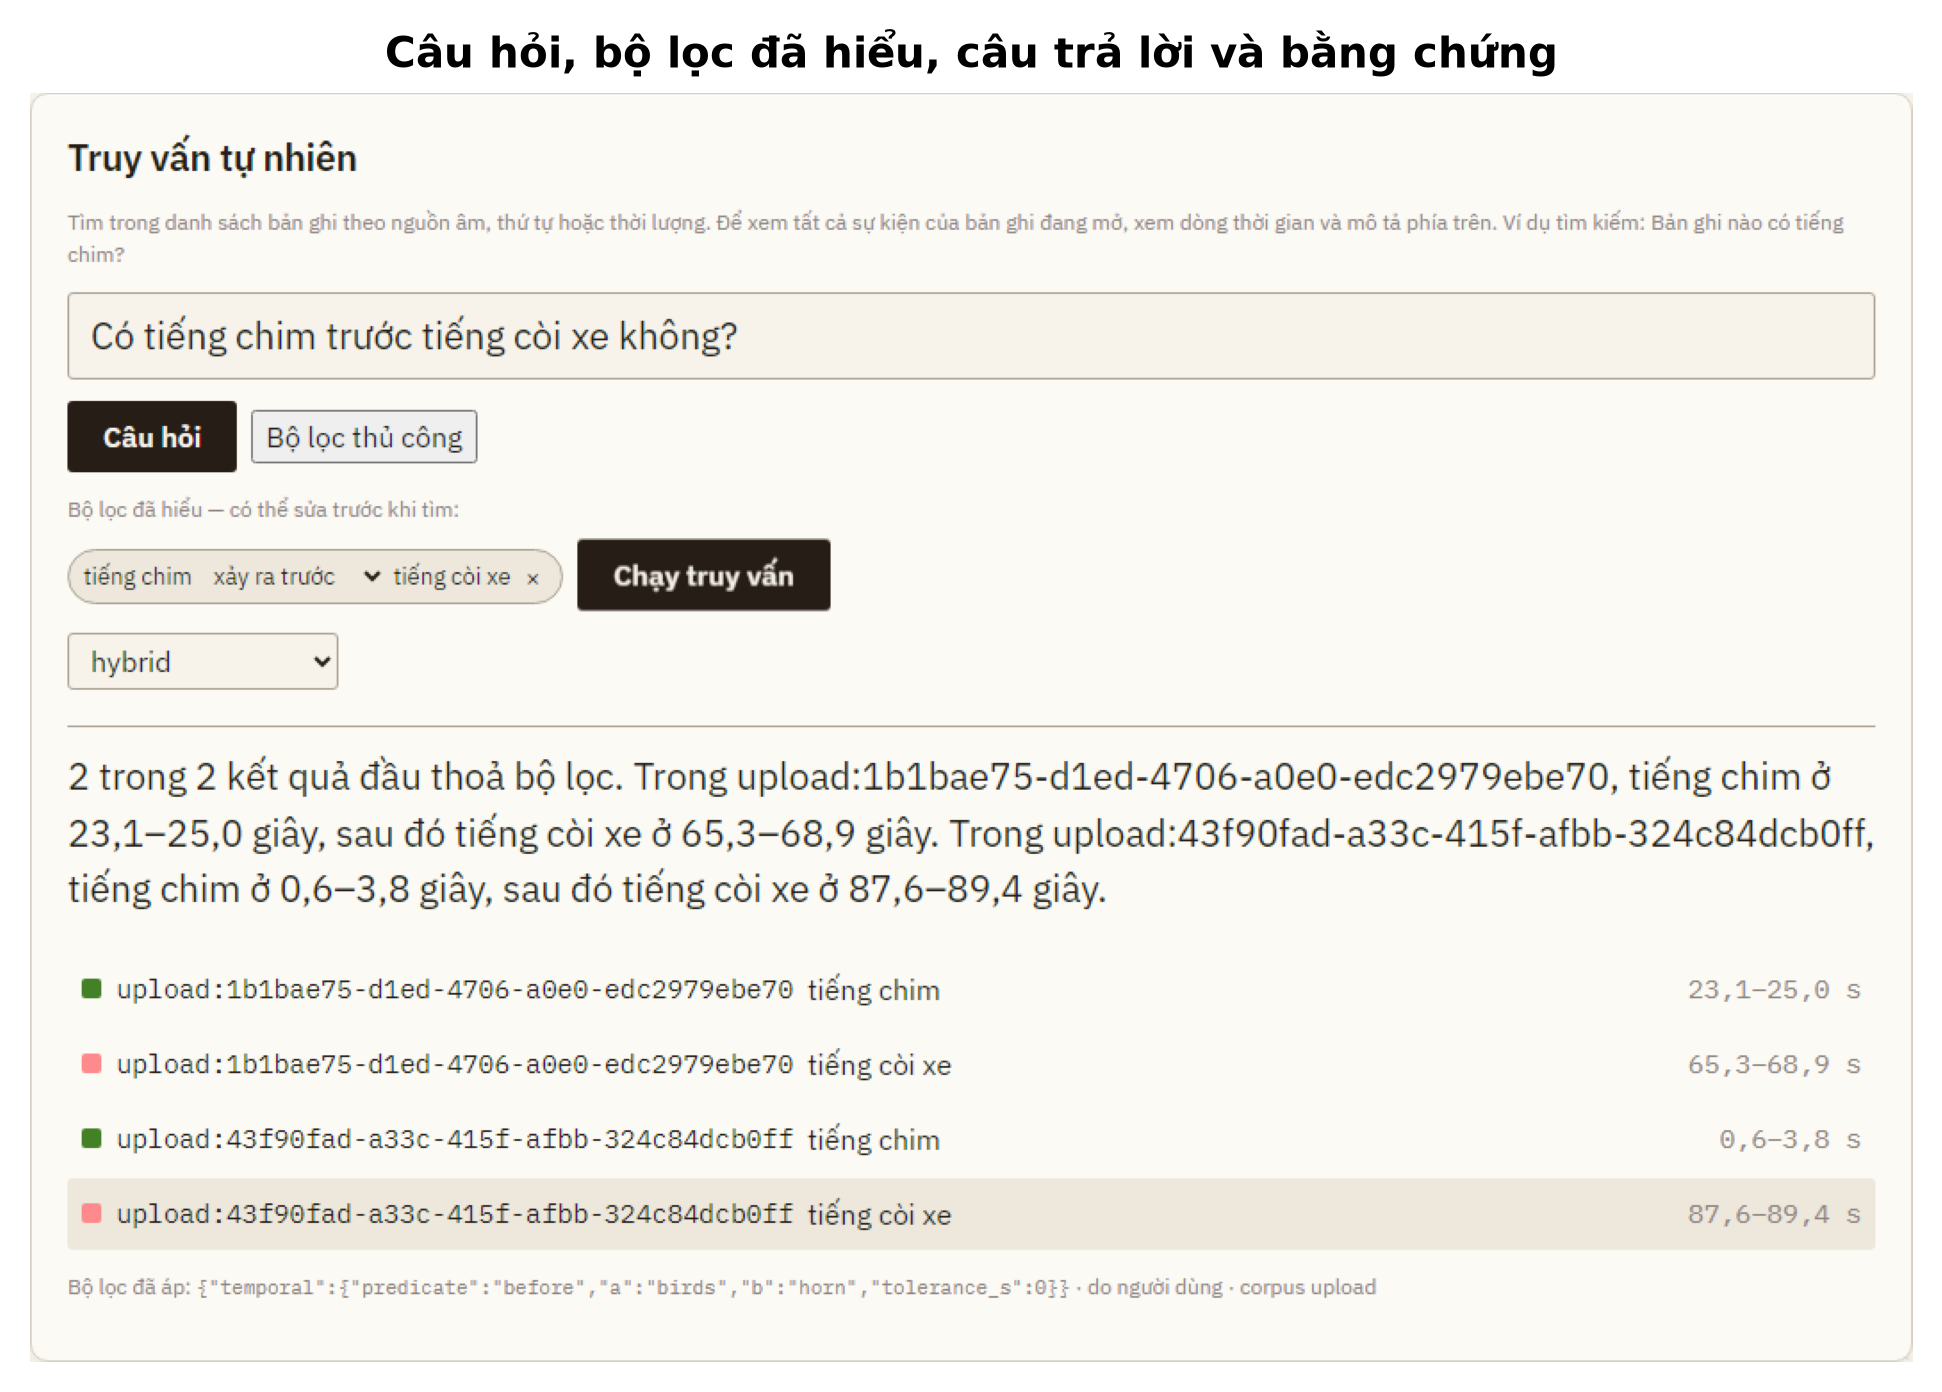 Câu hỏi, bộ lọc đã hiểu, câu trả lời và bằng chứng
Truy vấn tự nhiên
Tìm trong danh sách bản ghi theo nguồn âm, thứ tự hoặc thời lượng. Để xem tất cả sự kiện của bản ghi đang mở, xem dòng thời gian và mô tả phía trên. Ví dụ tìm kiếm: Bản ghi nào có tiếng
chim?
Có tiếng chim trước tiếng còi xe không?
Câu hỏi Bộ lọc thủ công
Bộ lọc đã hiểu — có thể sửa trước khi tìm:
tiếng chim xảy ra trước tiếng còi xe × Chạy truy vấn
hybrid
2 trong 2 kết quả đầu thoả bộ lọc. Trong upload:1b1bae75-d1ed-4706-a0e0-edc2979ebe70, tiếng chim ở
23,1–25,0 giây, sau đó tiếng còi xe ở 65,3–68,9 giây. Trong upload:43f90fad-a33c-415f-afbb-324c84dcb0ff,
tiếng chim ở 0,6–3,8 giây, sau đó tiếng còi xe ở 87,6–89,4 giây.
upload:1b1bae75-d1ed-4706-a0e0-edc2979ebe70 tiếng chim 23,1–25,0 s
upload:1b1bae75-d1ed-4706-a0e0-edc2979ebe70 tiếng còi xe 65,3–68,9 s
upload:43f90fad-a33c-415f-afbb-324c84dcb0ff tiếng chim 0,6–3,8 s
upload:43f90fad-a33c-415f-afbb-324c84dcb0ff tiếng còi xe 87,6–89,4 s
Bộ lọc đã áp: {"temporal":{"predicate":"before","a":"birds","b":"horn","tolerance_s":0}} · do người dùng · corpus upload